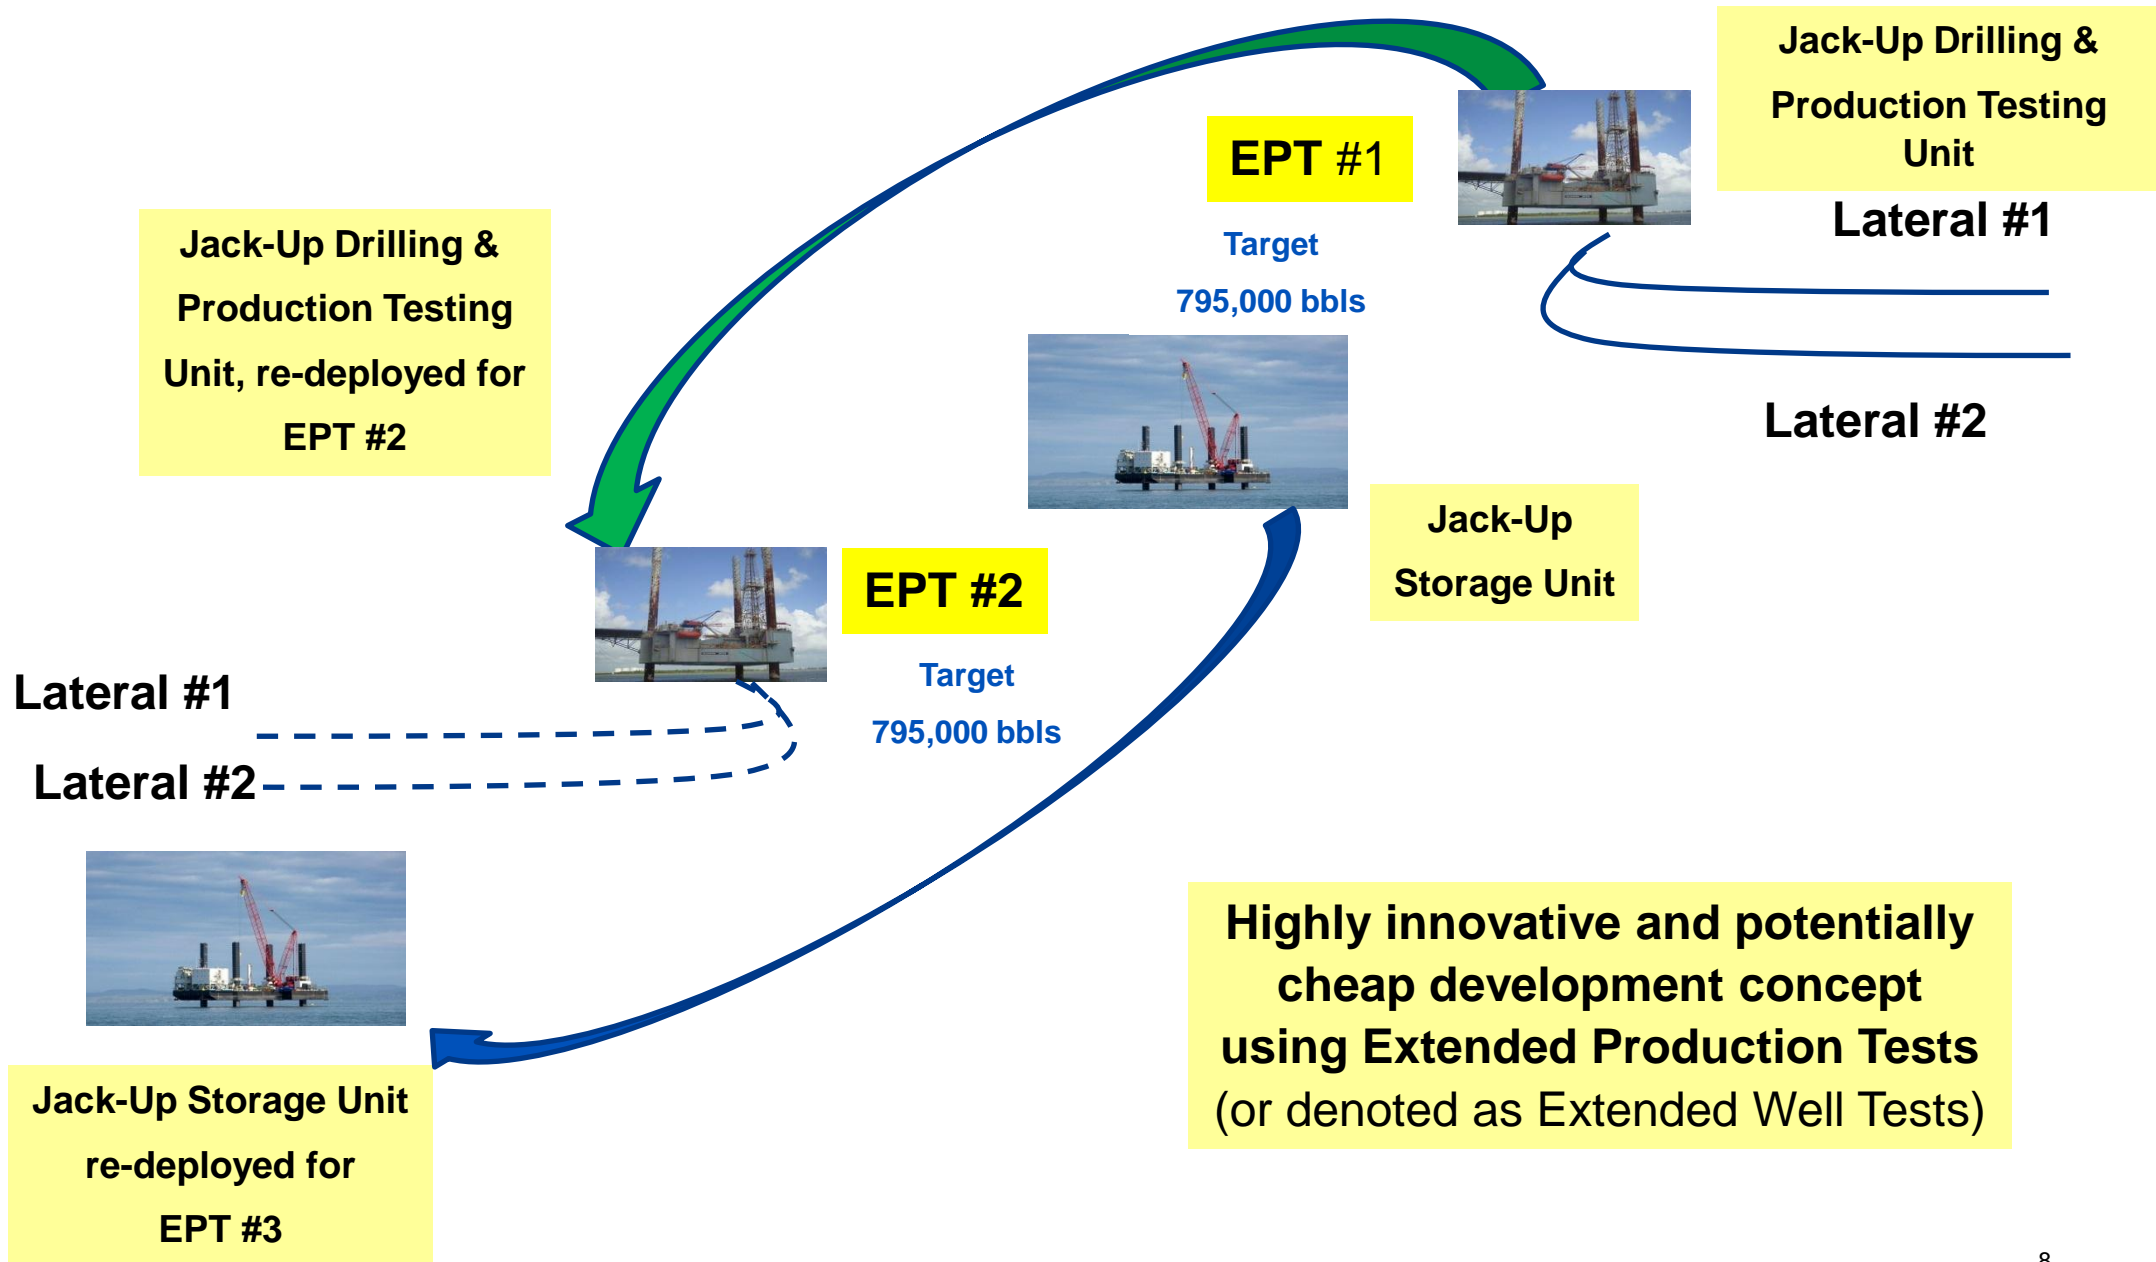 Jack-Up Drilling &
Production Testing
Unit
EPT #1
Lateral #1
Target
795,000 bbls
Lateral #2
Jack-Up Drilling &
Production Testing
Unit, re-deployed for
EPT #2
Jack-Up
Storage Unit
EPT #2
Target
795,000 bbls
Lateral #1
Lateral #2
Highly innovative and potentially
cheap development concept
using Extended Production Tests
(or denoted as Extended Well Tests)
Jack-Up Storage Unit
re-deployed for
EPT #3
8